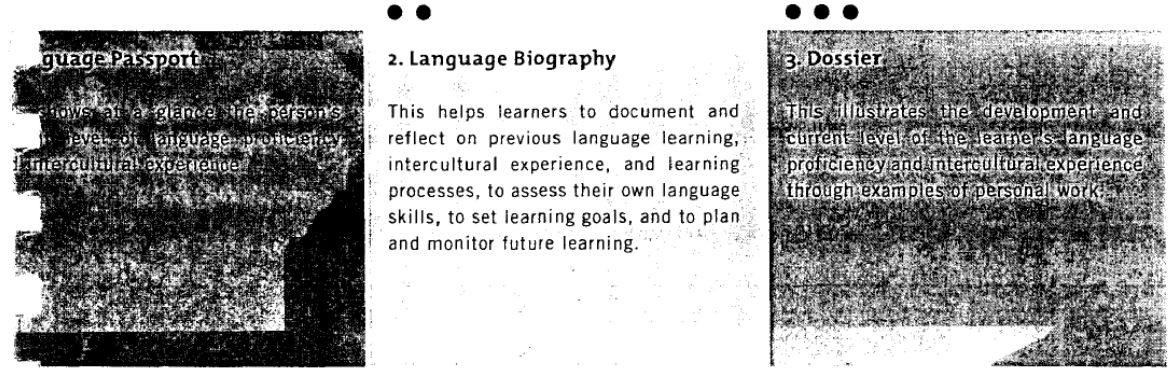 guage Passport
hows at a glance the person's
level of language proficiency
intercultural experience
2. Language Biography
This helps learners to document and
reflect on previous language learning,
intercultural experience, and learning
processes, to assess their own language
skills, to set learning goals, and to plan
and monitor future learning.
3. Dossier
This illustrates the development and
current level of the learner's language
proficiency and intercultural experience
through examples of personal work.